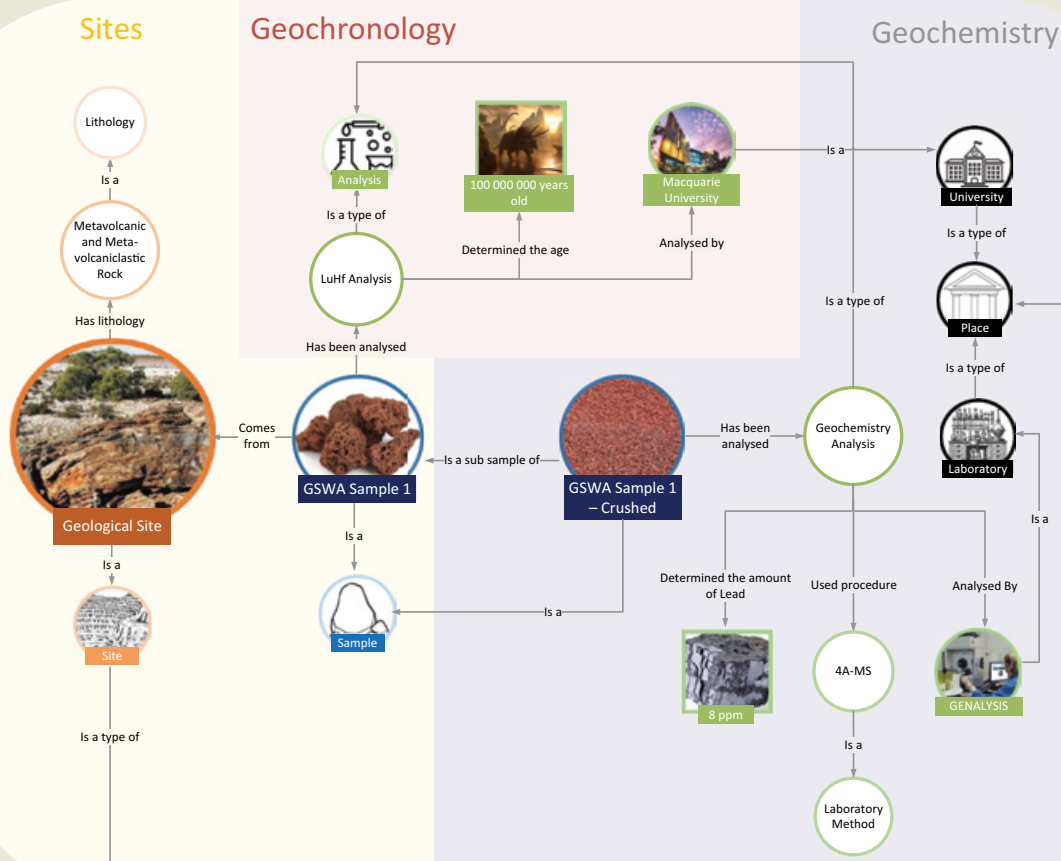 Sites
Geochronology
Geochemistry
Lithology
Is a
Metavolcanic
and Meta-
volcaniclastic
Rock
Has lithology
Geological Site
Is a
Site
Is a type of
Analysis
Is a type of
LuHf Analysis
Has been analysed
100 000 000 years
old
Determined the age
Macquarie
University
Analysed by
Is a
University
Is a type of
Place
Is a type of
Laboratory
Is a
Is a type of
Comes
from
GSWA Sample 1
Is a
Sample
Is a sub sample of
GSWA Sample 1
– Crushed
Is a
Has been
analysed
Geochemistry
Analysis
Determined the amount
of Lead
8 ppm
Used procedure
4A-MS
Is a
Laboratory
Method
Analysed By
GENALYSIS